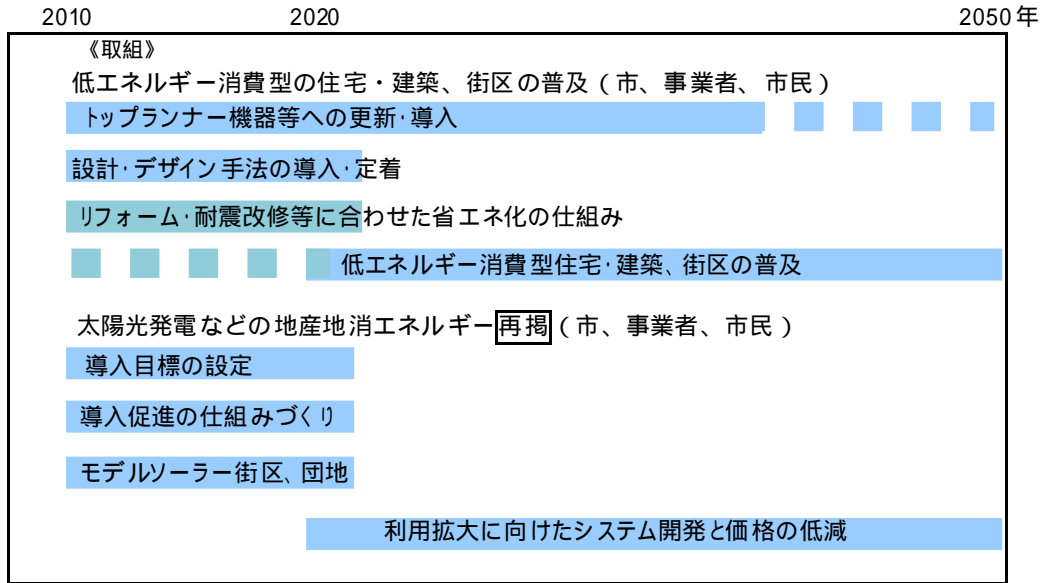 2010 2020 2050年
《取組》
低エネルギー消費型の住宅・建築、街区の普及（市、事業者、市民）
トップランナー機器等への更新・導入
設計・デザイン手法の導入・定着
リフォーム・耐震改修等に合わせた省エネ化の仕組み
低エネルギー消費型住宅・建築、街区の普及
太陽光発電などの地産地消エネルギー再掲（市、事業者、市民）
導入目標の設定
導入促進の仕組みづくり
モデルソーラー街区、団地
利用拡大に向けたシステム開発と価格の低減